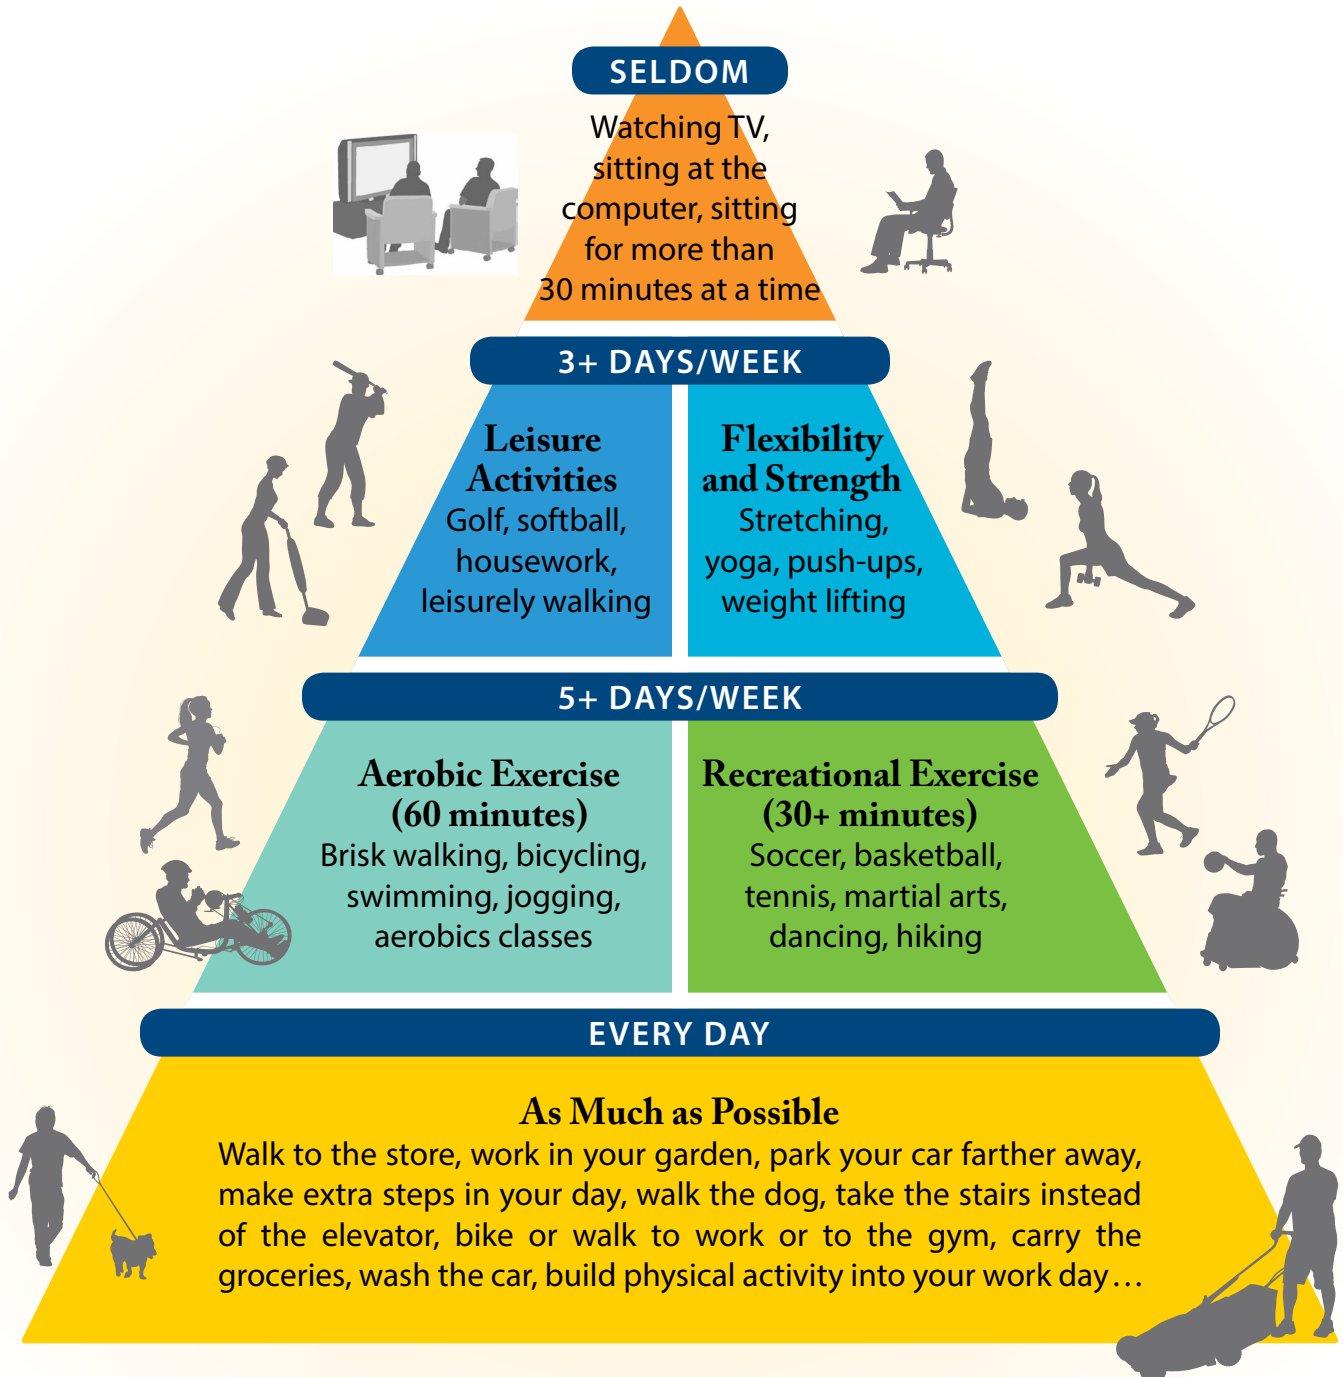 SELDOM
Watching TV,
sitting at the
computer, sitting
for more than
30 minutes at a time
3+ DAYS/WEEK
Leisure
Activities
Golf, softball,
housework,
leisurely walking
Flexibility
and Strength
Stretching,
yoga, push-ups,
weight lifting
5+ DAYS/WEEK
Aerobic Exercise
(60 minutes)
Brisk walking, bicycling,
swimming, jogging,
aerobics classes
Recreational Exercise
(30+ minutes)
Soccer, basketball,
tennis, martial arts,
dancing, hiking
EVERY DAY
As Much as Possible
Walk to the store, work in your garden, park your car farther away,
make extra steps in your day, walk the dog, take the stairs instead
of the elevator, bike or walk to work or to the gym, carry the
groceries, wash the car, build physical activity into your work day…